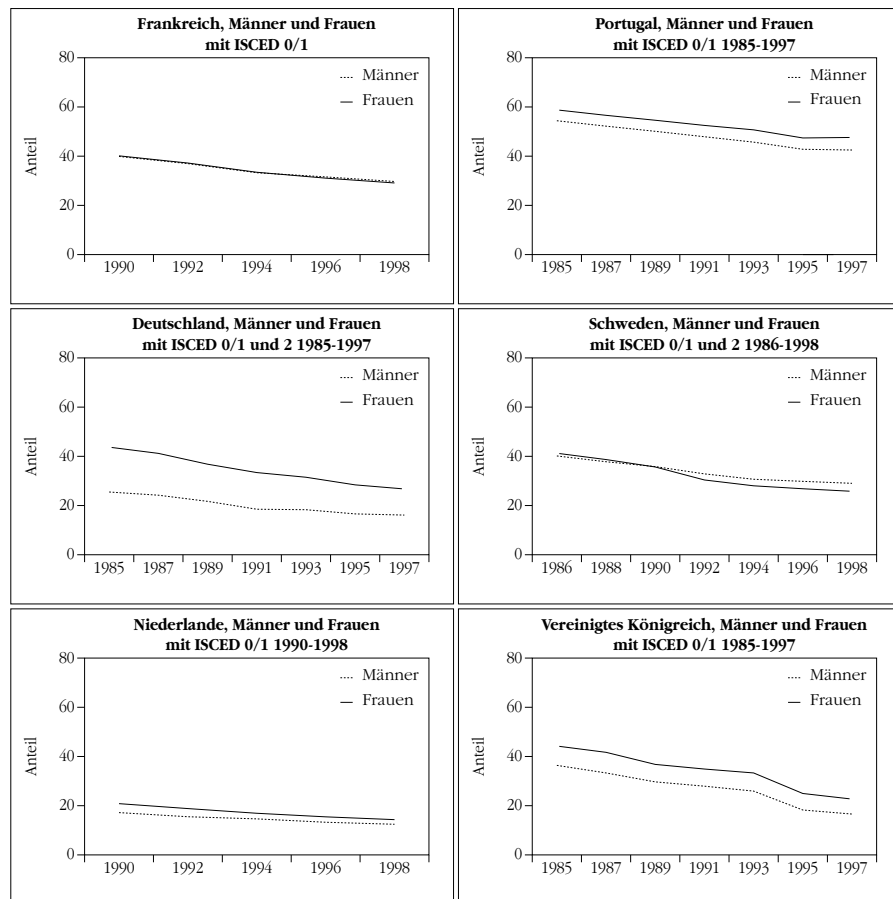 Frankreich, Männer und Frauen
mit ISCED 0/1
80
60
40
20
0
Anteil
Männer
Frauen
1990 1992 1994 1996 1998
Portugal, Männer und Frauen
mit ISCED 0/1 1985-1997
80
60
40
20
0
Anteil
Männer
Frauen
1985 1987 1989 1991 1993 1995 1997
Deutschland, Männer und Frauen
mit ISCED 0/1 und 2 1985-1997
80
60
40
20
0
Anteil
Männer
Frauen
1985 1987 1989 1991 1993 1995 1997
Schweden, Männer und Frauen
mit ISCED 0/1 und 2 1986-1998
80
60
40
20
0
Anteil
Männer
Frauen
1986 1988 1990 1992 1994 1996 1998
Niederlande, Männer und Frauen
mit ISCED 0/1 1990-1998
80
60
40
20
0
Anteil
Männer
Frauen
1990 1992 1994 1996 1998
Vereinigtes Königreich, Männer und Frauen
mit ISCED 0/1 1985-1997
80
60
40
20
0
Anteil
Männer
Frauen
1985 1987 1989 1991 1993 1995 1997